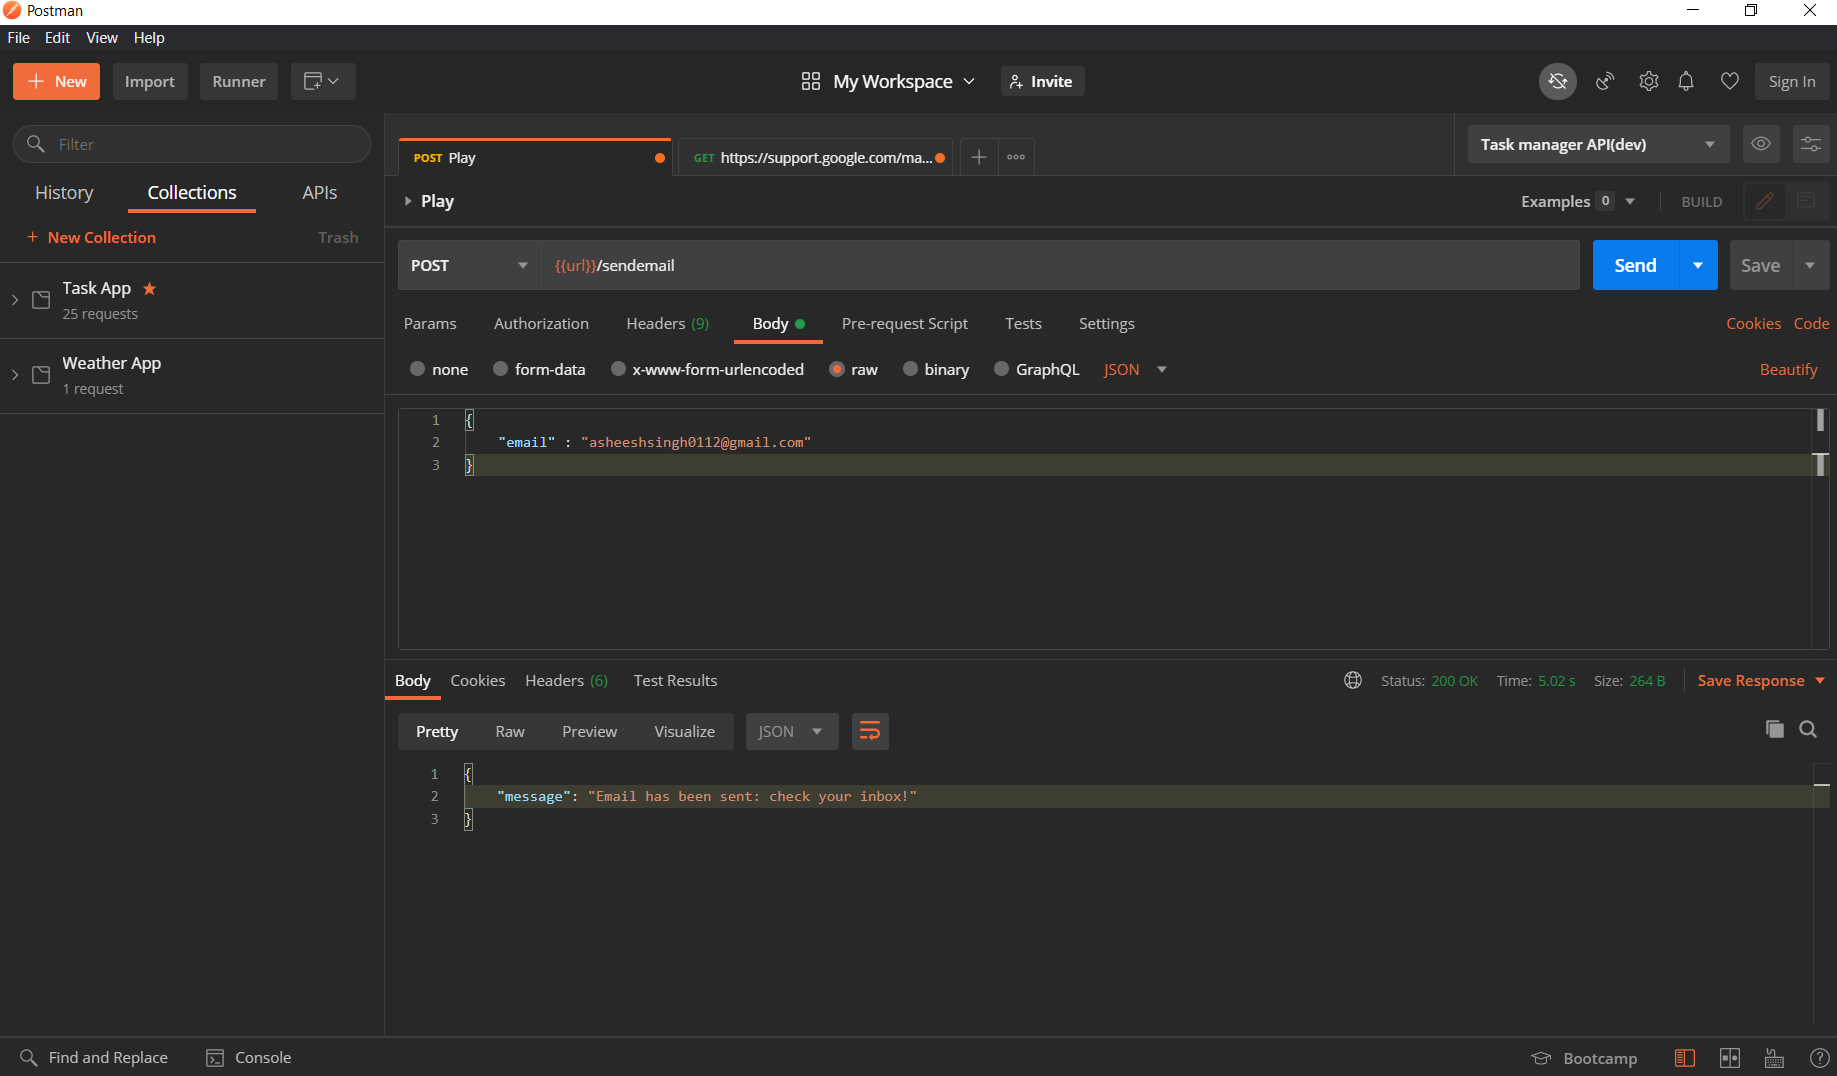 Postman
File Edit View Help
+ New Import Runner My Workspace Invite Sign In
Filter
History Collections APIs
+ New Collection Trash
Task App
25 requests
Weather App
1 request
POST Play GET https://support.google.com/ma... Task manager API(dev)
Play Examples 0 BUILD
POST {{url}}/sendemail Send Save
Params Authorization Headers (9) Body Pre-request Script Tests Settings Cookies Code
none form-data x-www-form-urlencoded raw binary GraphQL JSON Beautify
1 {
2 "email" : "asheeshsingh0112@gmail.com"
3 }
Body Cookies Headers (6) Test Results Status: 200 OK Time: 5.02 s Size: 264 B Save Response
Pretty Raw Preview Visualize JSON
1 {
2 "message": "Email has been sent: check your inbox!"
3 }
Find and Replace Console Bootcamp